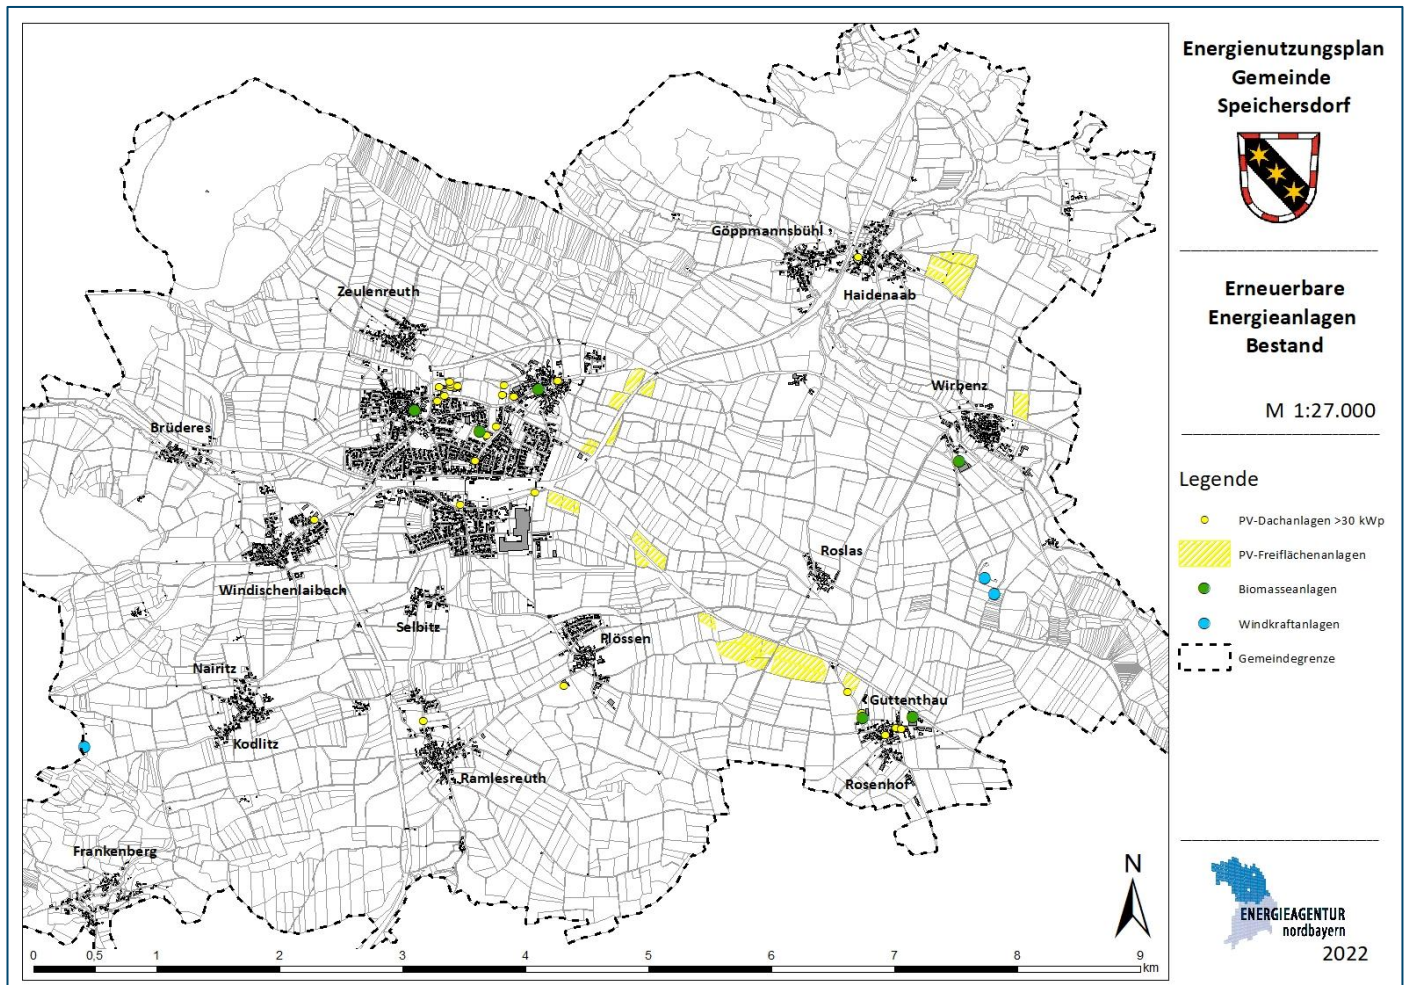 Energienutzungsplan
Gemeinde
Speichersdorf
Erneuerbare
Energieanlagen
Bestand
M 1:27.000
Legende
PV-Dachanlagen >30 kWp
PV-Freiflächenanlagen
Biomasseanlagen
Windkraftanlagen
Gemeindegrenze
ENERGIEAGENTUR
nordbayern
2022
Göppmannsbühl
Haidenaab
Zeulenreuth
Wirbenz
Brüderes
Roslas
Windischenlaibach
Selbitz
Plössen
Nairitz
Guttenthau
Kodlitz
Ramlesreuth
Rosenhof
Frankenberg
N
0 0,5 1 2 3 4 5 6 7 8 9
km